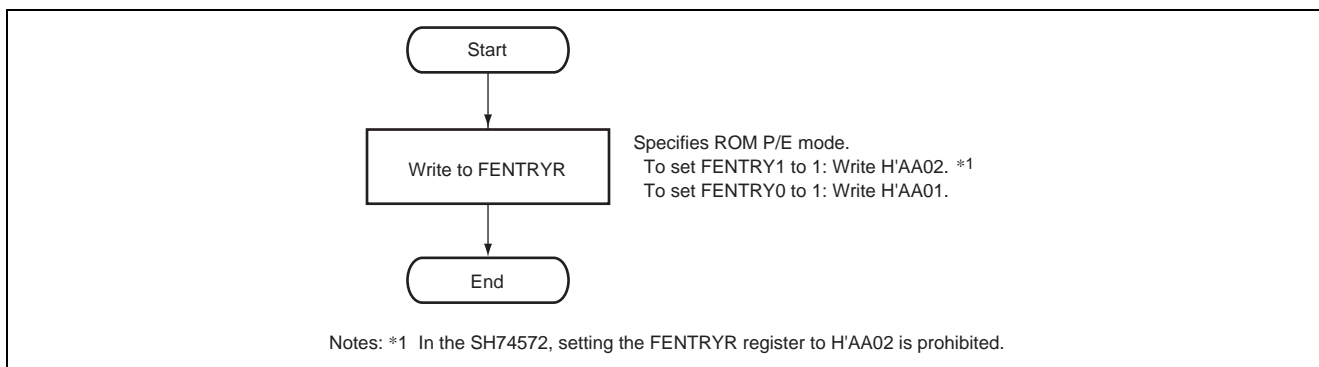 Start
Write to FENTRYR
Specifies ROM P/E mode.
To set FENTRY1 to 1: Write H'AA02. *1
To set FENTRY0 to 1: Write H'AA01.
End
Notes: *1 In the SH74572, setting the FENTRYR register to H'AA02 is prohibited.